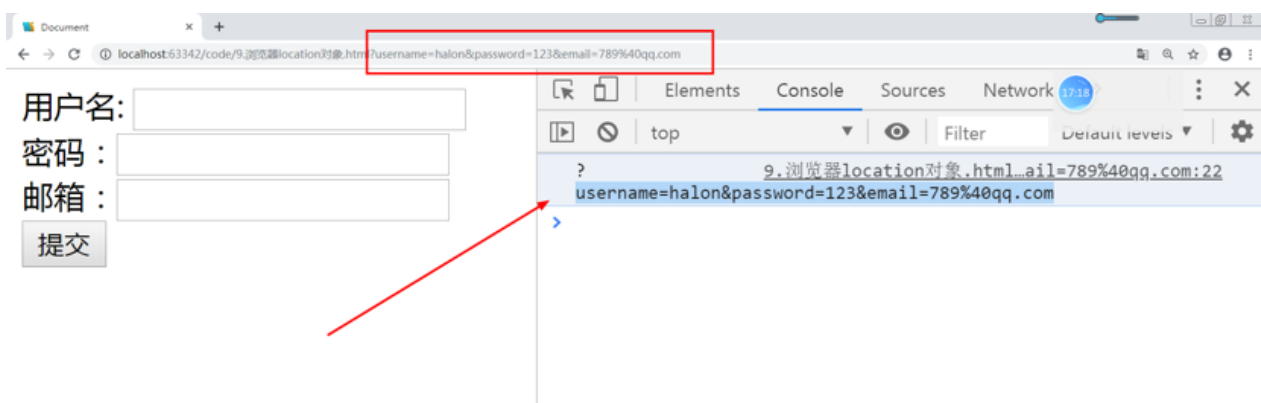 Document × +
localhost:63342/code/9.浏览器location对象.html?username=halon&password=123&email=789%40qq.com
用户名:
密码：
邮箱：
提交
Elements Console Sources Network
17:18
top Filter Default levels
? 9.浏览器location对象.html…ail=789%40qq.com:22
username=halon&password=123&email=789%40qq.com